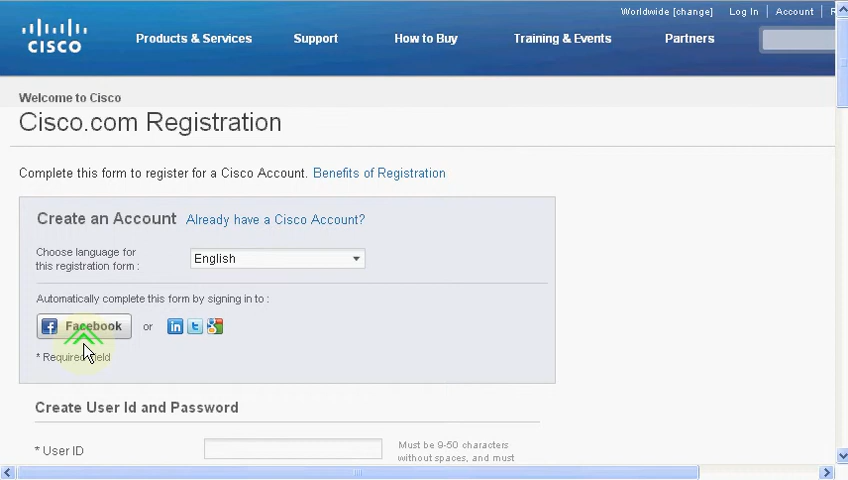 Worldwide [change] Log In Account
CISCO Products & Services Support How to Buy Training & Events Partners
Welcome to Cisco
Cisco.com Registration
Complete this form to register for a Cisco Account. Benefits of Registration
Create an Account Already have a Cisco Account?
Choose language for
this registration form : English
Automatically complete this form by signing in to :
f Facebook or in t g
* Required field
Create User Id and Password
* User ID Must be 9-50 characters
without spaces, and must